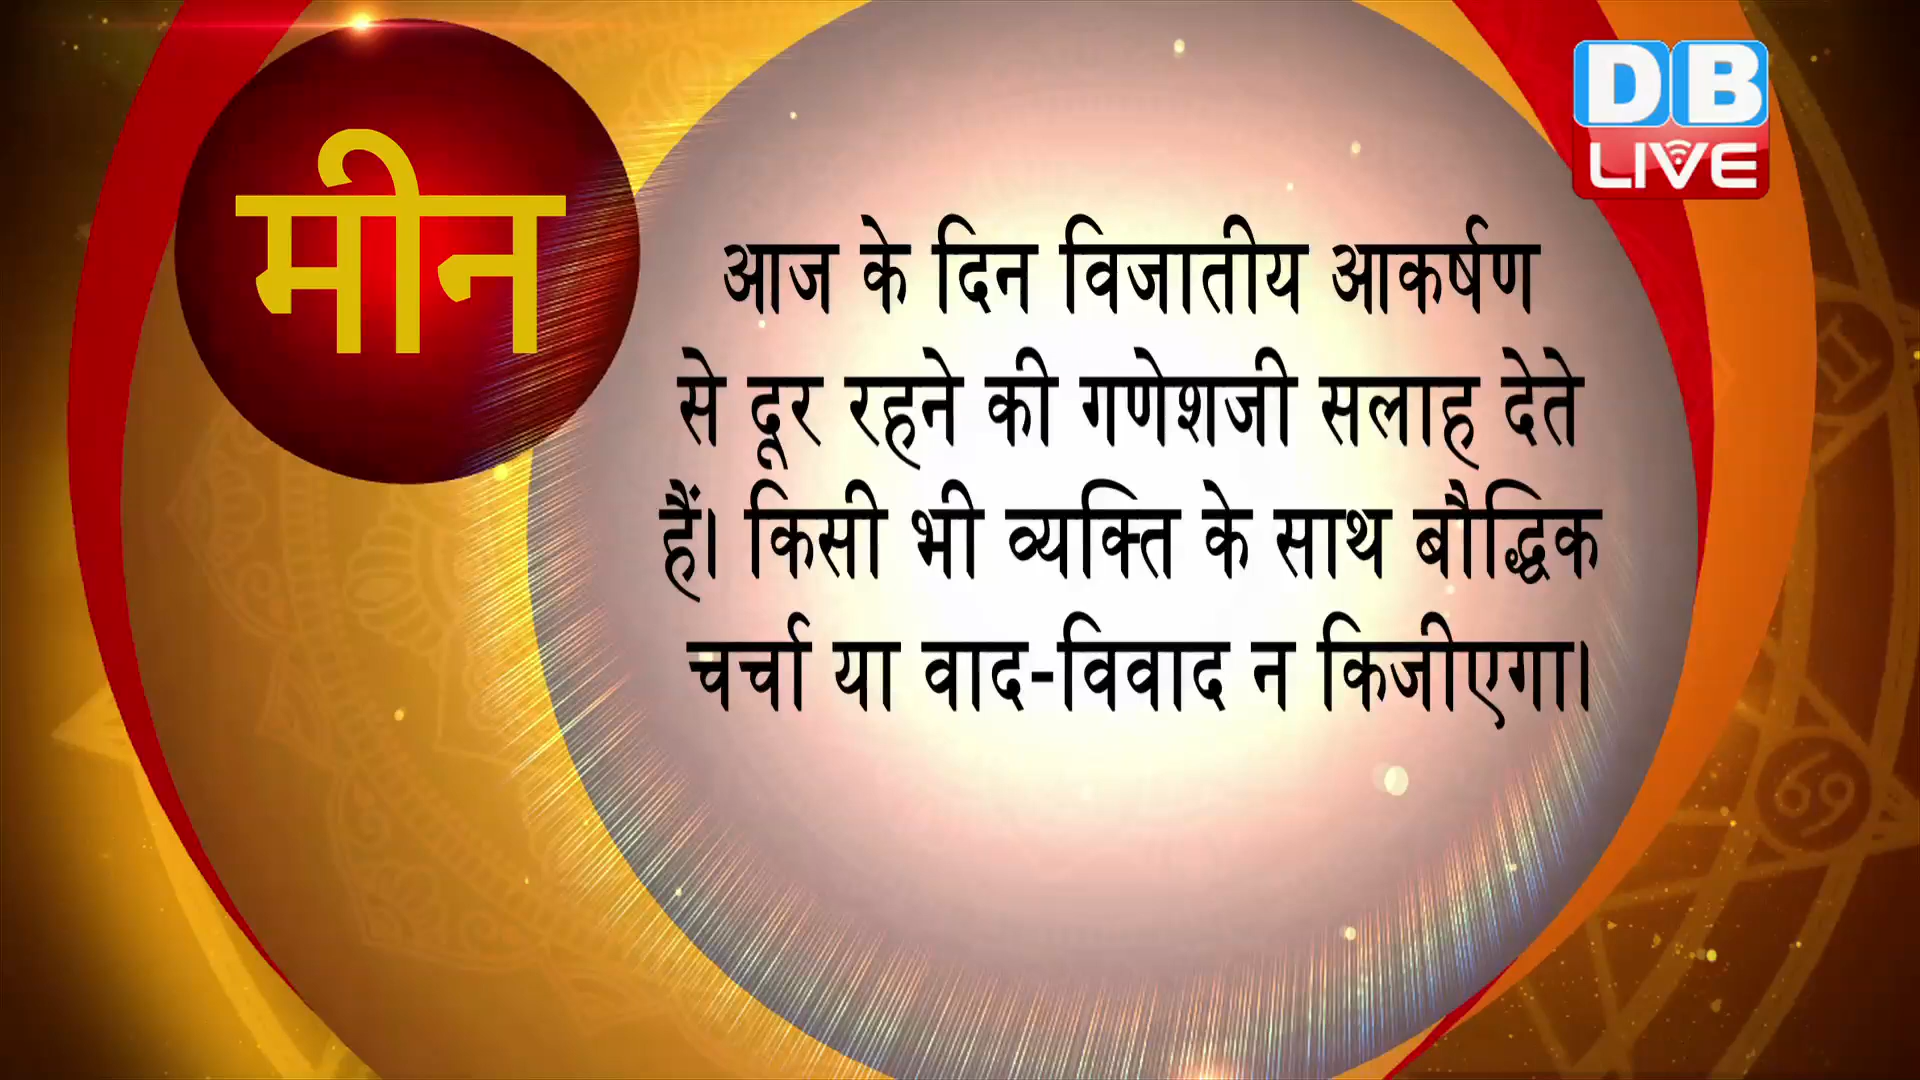 मीन
DB
LIVE
आज के दिन विजातीय आकर्षण
से दूर रहने की गणेशजी सलाह देते
हैं। किसी भी व्यक्ति के साथ बौद्धिक
चर्चा या वाद-विवाद न किजीएगा।